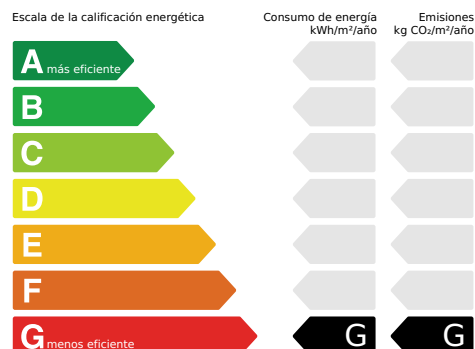 Escala de la calificación energética
Consumo de energía
kWh/m²/año
Emisiones
kg CO₂/m²/año
A más eficiente
B
C
D
E
F
G menos eficiente
G
G